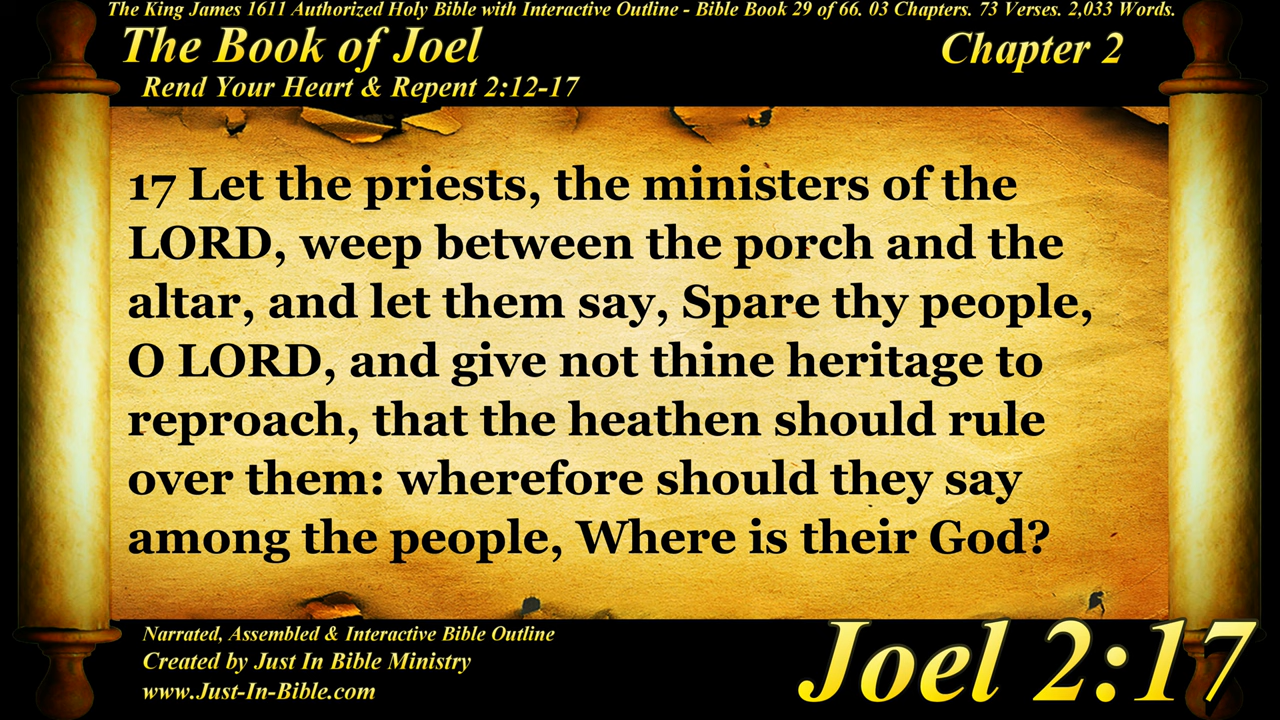 The King James 1611 Authorized Holy Bible with Interactive Outline - Bible Book 29 of 66. 03 Chapters. 73 Verses. 2,033 Words.
The Book of Joel
Chapter 2
Rend Your Heart & Repent 2:12-17
17 Let the priests, the ministers of the
LORD, weep between the porch and the
altar, and let them say, Spare thy people,
O LORD, and give not thine heritage to
reproach, that the heathen should rule
over them: wherefore should they say
among the people, Where is their God?
Narrated, Assembled & Interactive Bible Outline
Created by Just In Bible Ministry
www.Just-In-Bible.com
Joel 2:17